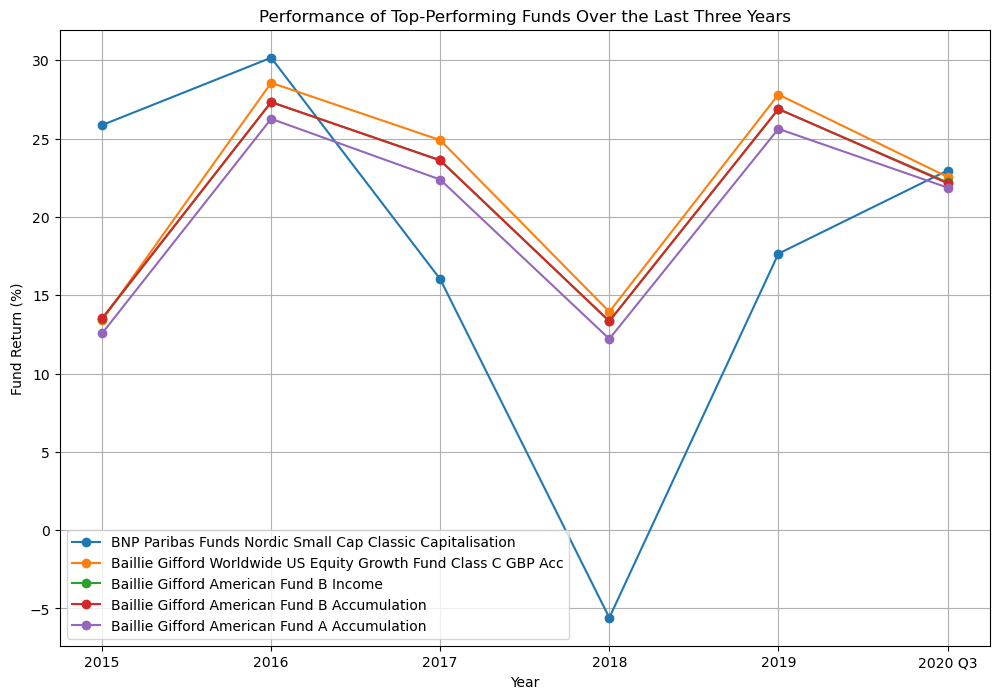 Performance of Top-Performing Funds Over the Last Three Years
Fund Return (%)
30
25
20
15
10
5
0
−5
BNP Paribas Funds Nordic Small Cap Classic Capitalisation
Baillie Gifford Worldwide US Equity Growth Fund Class C GBP Acc
Baillie Gifford American Fund B Income
Baillie Gifford American Fund B Accumulation
Baillie Gifford American Fund A Accumulation
2015 2016 2017 2018 2019 2020 Q3
Year